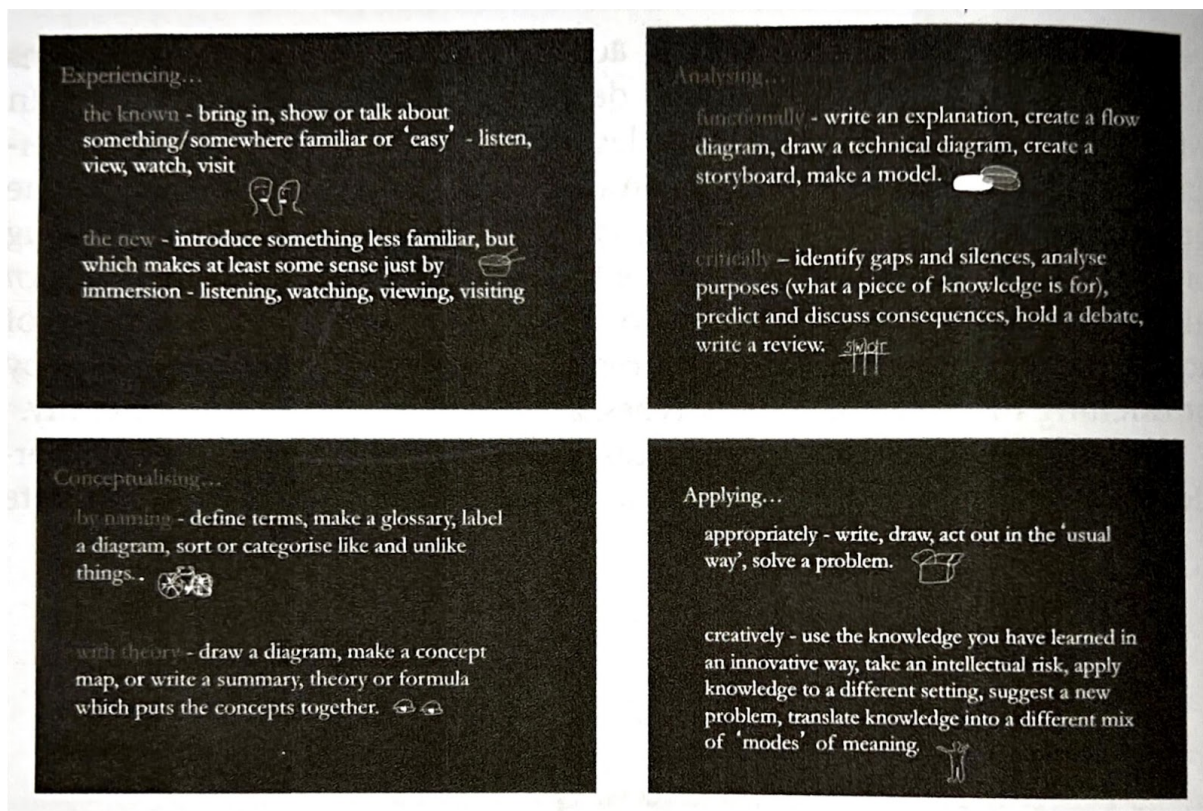 Experiencing...
the known - bring in, show or talk about
something/somewhere familiar or 'easy' - listen,
view, watch, visit
the new - introduce something less familiar, but
which makes at least some sense just by
immersion - listening, watching, viewing, visiting
Analysing...
functionally - write an explanation, create a flow
diagram, draw a technical diagram, create a
storyboard, make a model.
critically – identify gaps and silences, analyse
purposes (what a piece of knowledge is for),
predict and discuss consequences, hold a debate,
write a review.
SWOT
Conceptualising...
by naming - define terms, make a glossary, label
a diagram, sort or categorise like and unlike
things..
with theory - draw a diagram, make a concept
map, or write a summary, theory or formula
which puts the concepts together.
Applying...
appropriately - write, draw, act out in the 'usual
way', solve a problem.
creatively - use the knowledge you have learned in
an innovative way, take an intellectual risk, apply
knowledge to a different setting, suggest a new
problem, translate knowledge into a different mix
of 'modes' of meaning.